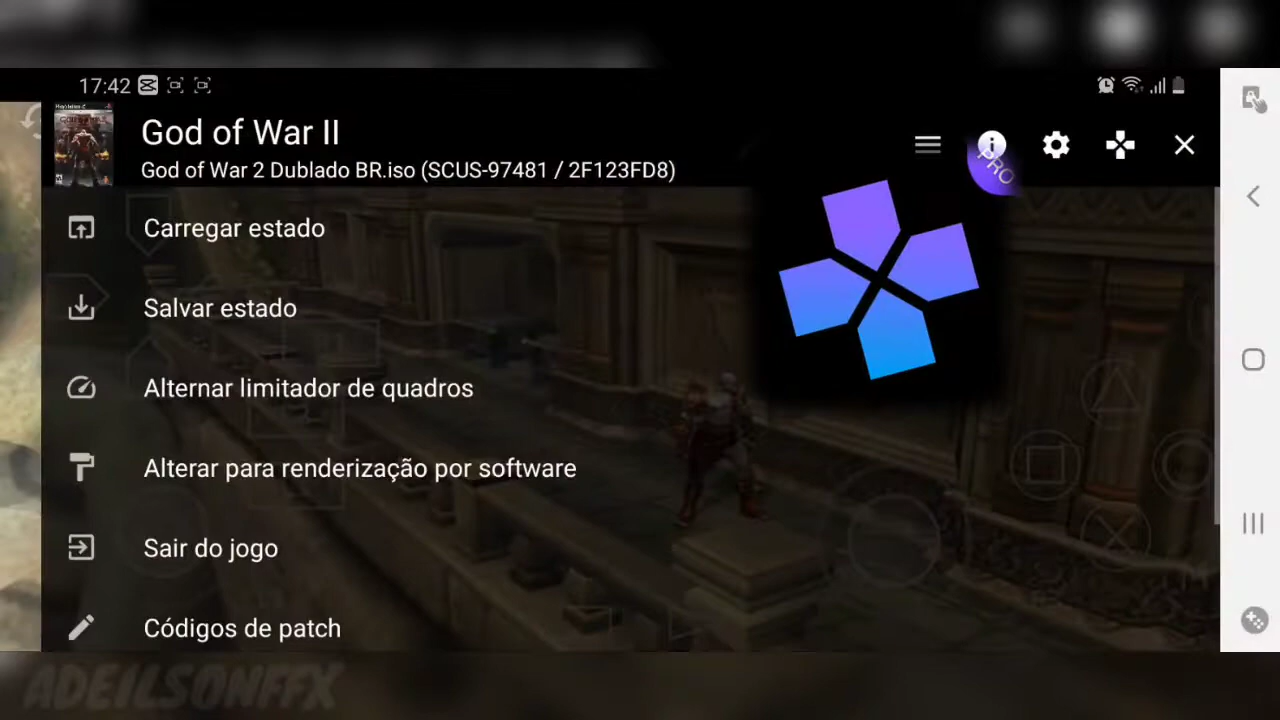 17:42
God of War II
God of War 2 Dublado BR.iso (SCUS-97481 / 2F123FD8)
PRO
Carregar estado
Salvar estado
Alternar limitador de quadros
Alterar para renderização por software
Sair do jogo
Códigos de patch
ADEILSONFFX